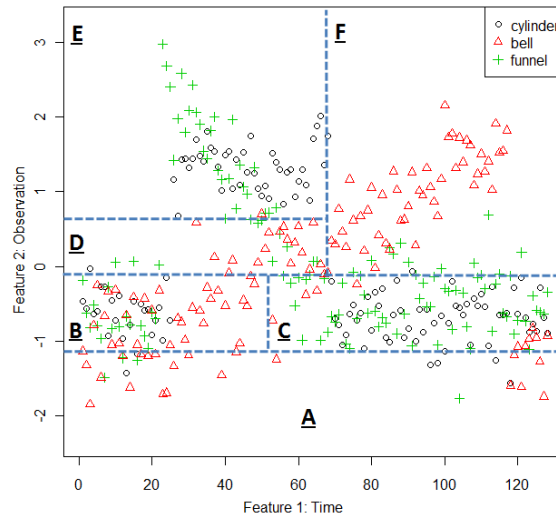 E
F
cylinder
bell
funnel
3
2
1
D
0
B
C
-1
-2
A
0
20
40
60
80
100
120
Feature 1: Time
Feature 2: Observation